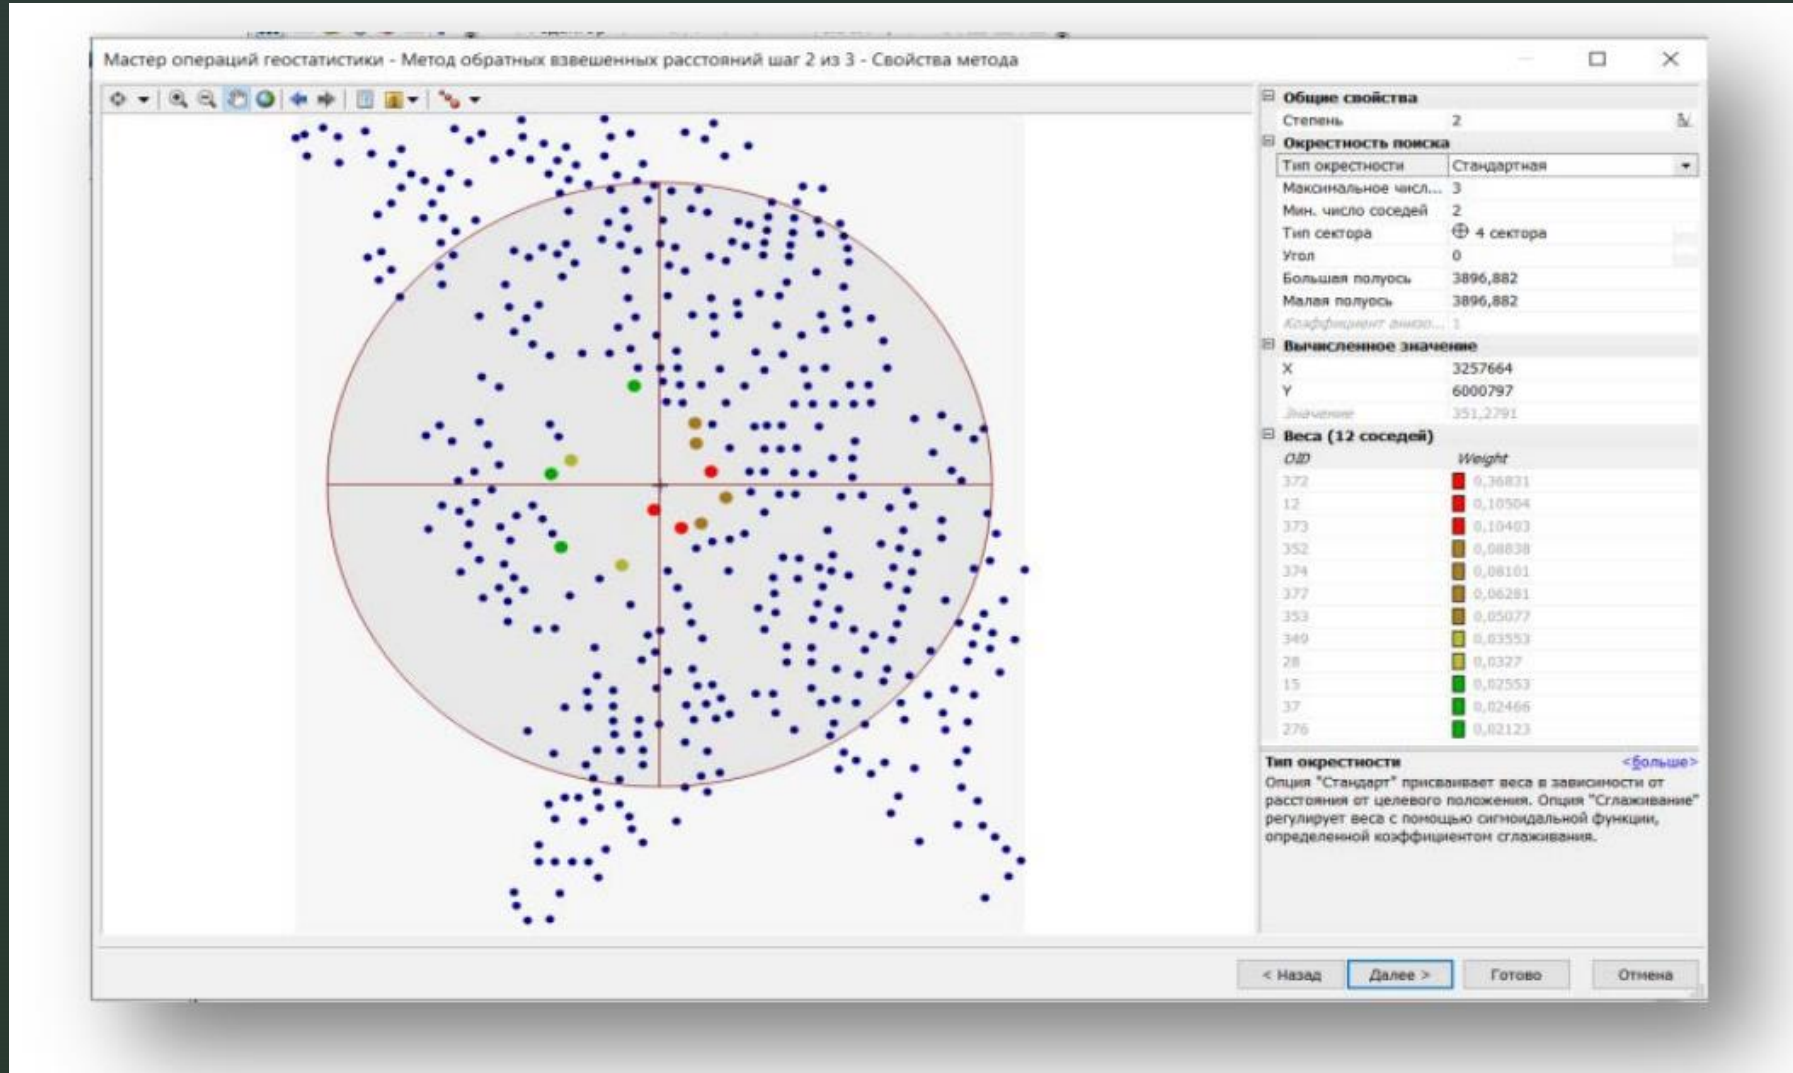 Мастер операций геостатистики - Метод обратных взвешенных расстояний шаг 2 из 3 - Свойства метода
Общие свойства
Степень 2
Окрестность поиска
Тип окрестности Стандартная
Максимальное числ... 3
Мин. число соседей 2
Тип сектора 4 сектора
Угол 0
Большая полуось 3896,882
Малая полуось 3896,882
Коэффициент анизо... 1
Вычисленное значение
X 3257664
Y 6000797
Значение 351,2791
Веса (12 соседей)
OID Weight
372 0,36831
12 0,10504
373 0,10403
352 0,08838
374 0,08101
377 0,06281
353 0,05077
349 0,03553
28 0,0327
15 0,02553
37 0,02466
276 0,02123
Тип окрестности <больше>
Опция "Стандарт" присваивает веса в зависимости от
расстояния от целевого положения. Опция "Сглаживание"
регулирует веса с помощью сигмоидальной функции,
определенной коэффициентом сглаживания.
< Назад Далее > Готово Отмена